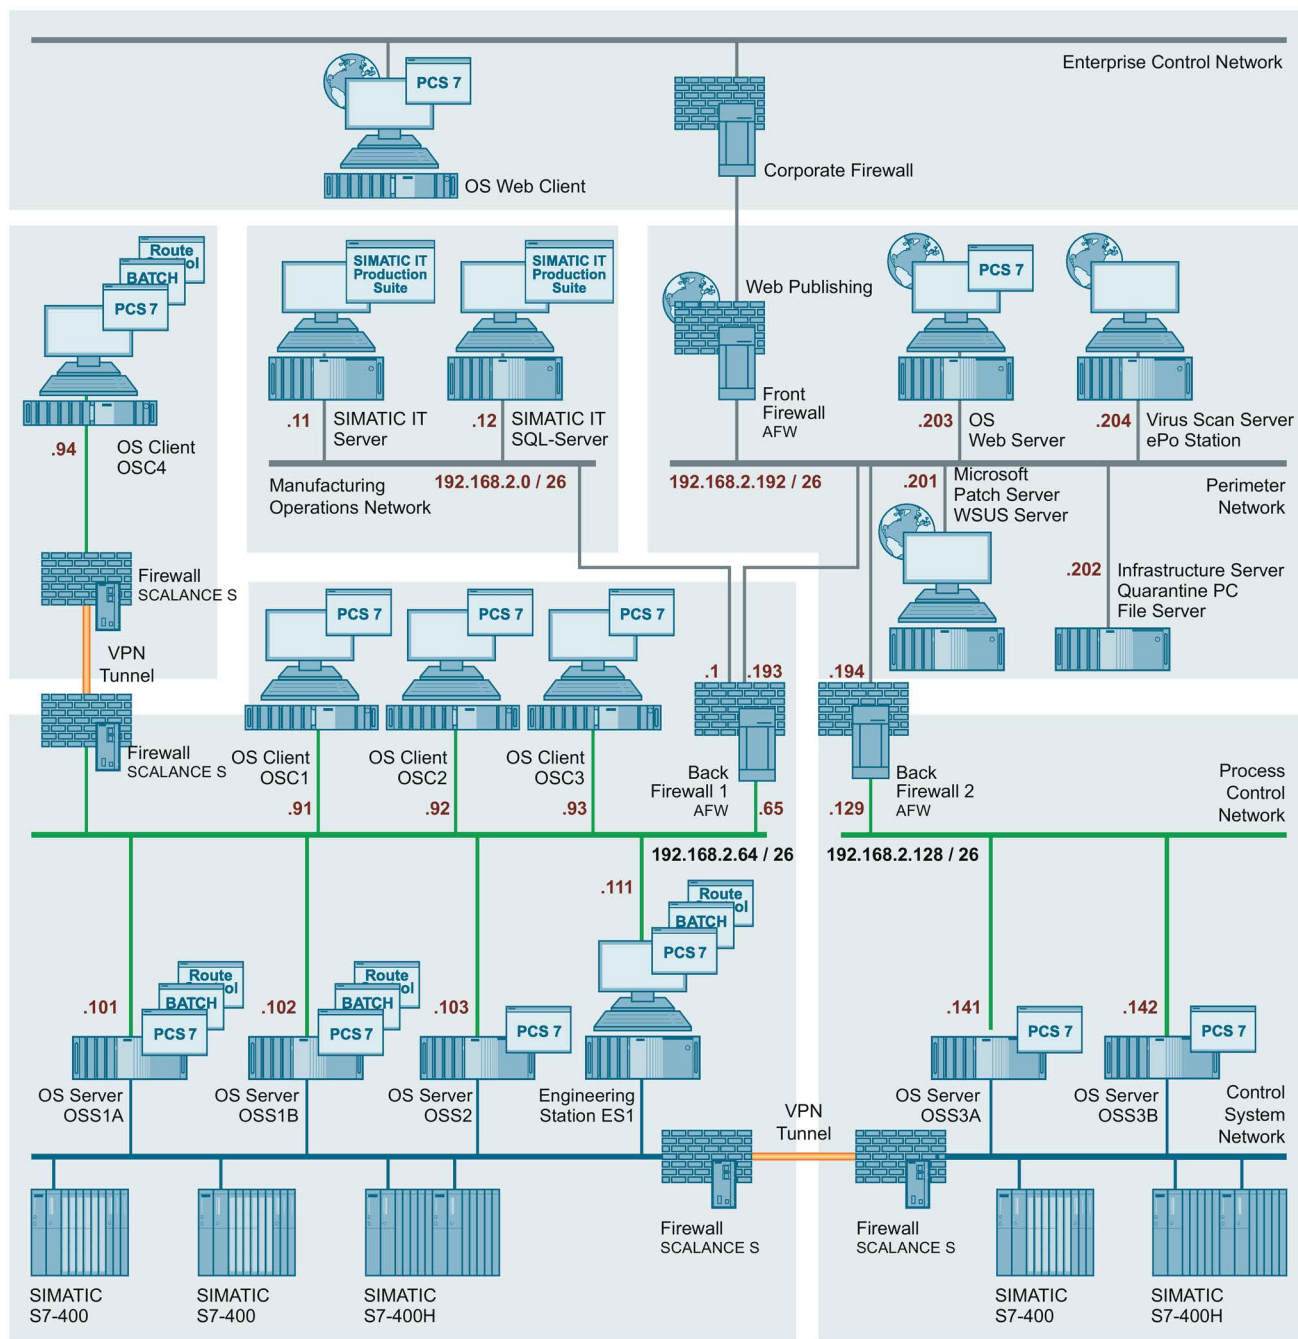 Enterprise Control Network
PCS 7
OS Web Client
Corporate Firewall
Route
BATCH
PCS 7
.94
OS Client
OSC4
SIMATIC IT
Production
Suite
SIMATIC IT
Production
Suite
.11
SIMATIC IT
Server
.12
SIMATIC IT
SQL-Server
Manufacturing
Operations Network
192.168.2.0 / 26
Web Publishing
Front
Firewall
AFW
PCS 7
.203
OS
Web Server
.204
Virus Scan Server
ePo Station
192.168.2.192 / 26
.201
Microsoft
Patch Server
WSUS Server
Perimeter
Network
.202
Infrastructure Server
Quarantine PC
File Server
Firewall
SCALANCE S
VPN
Tunnel
Firewall
SCALANCE S
PCS 7
PCS 7
PCS 7
OS Client
OSC1
.91
OS Client
OSC2
.92
OS Client
OSC3
.93
.1
.193
Back
Firewall 1
AFW
.65
.194
Back
Firewall 2
AFW
.129
Process
Control
Network
192.168.2.64 / 26
192.168.2.128 / 26
.111
Route
BATCH
PCS 7
.101
Route
BATCH
PCS 7
.102
Route
BATCH
PCS 7
.103
PCS 7
.141
PCS 7
.142
PCS 7
OS Server
OSS1A
OS Server
OSS1B
OS Server
OSS2
Engineering
Station ES1
OS Server
OSS3A
OS Server
OSS3B
Control
System
Network
VPN
Tunnel
Firewall
SCALANCE S
Firewall
SCALANCE S
SIMATIC
S7-400
SIMATIC
S7-400
SIMATIC
S7-400H
SIMATIC
S7-400
SIMATIC
S7-400H